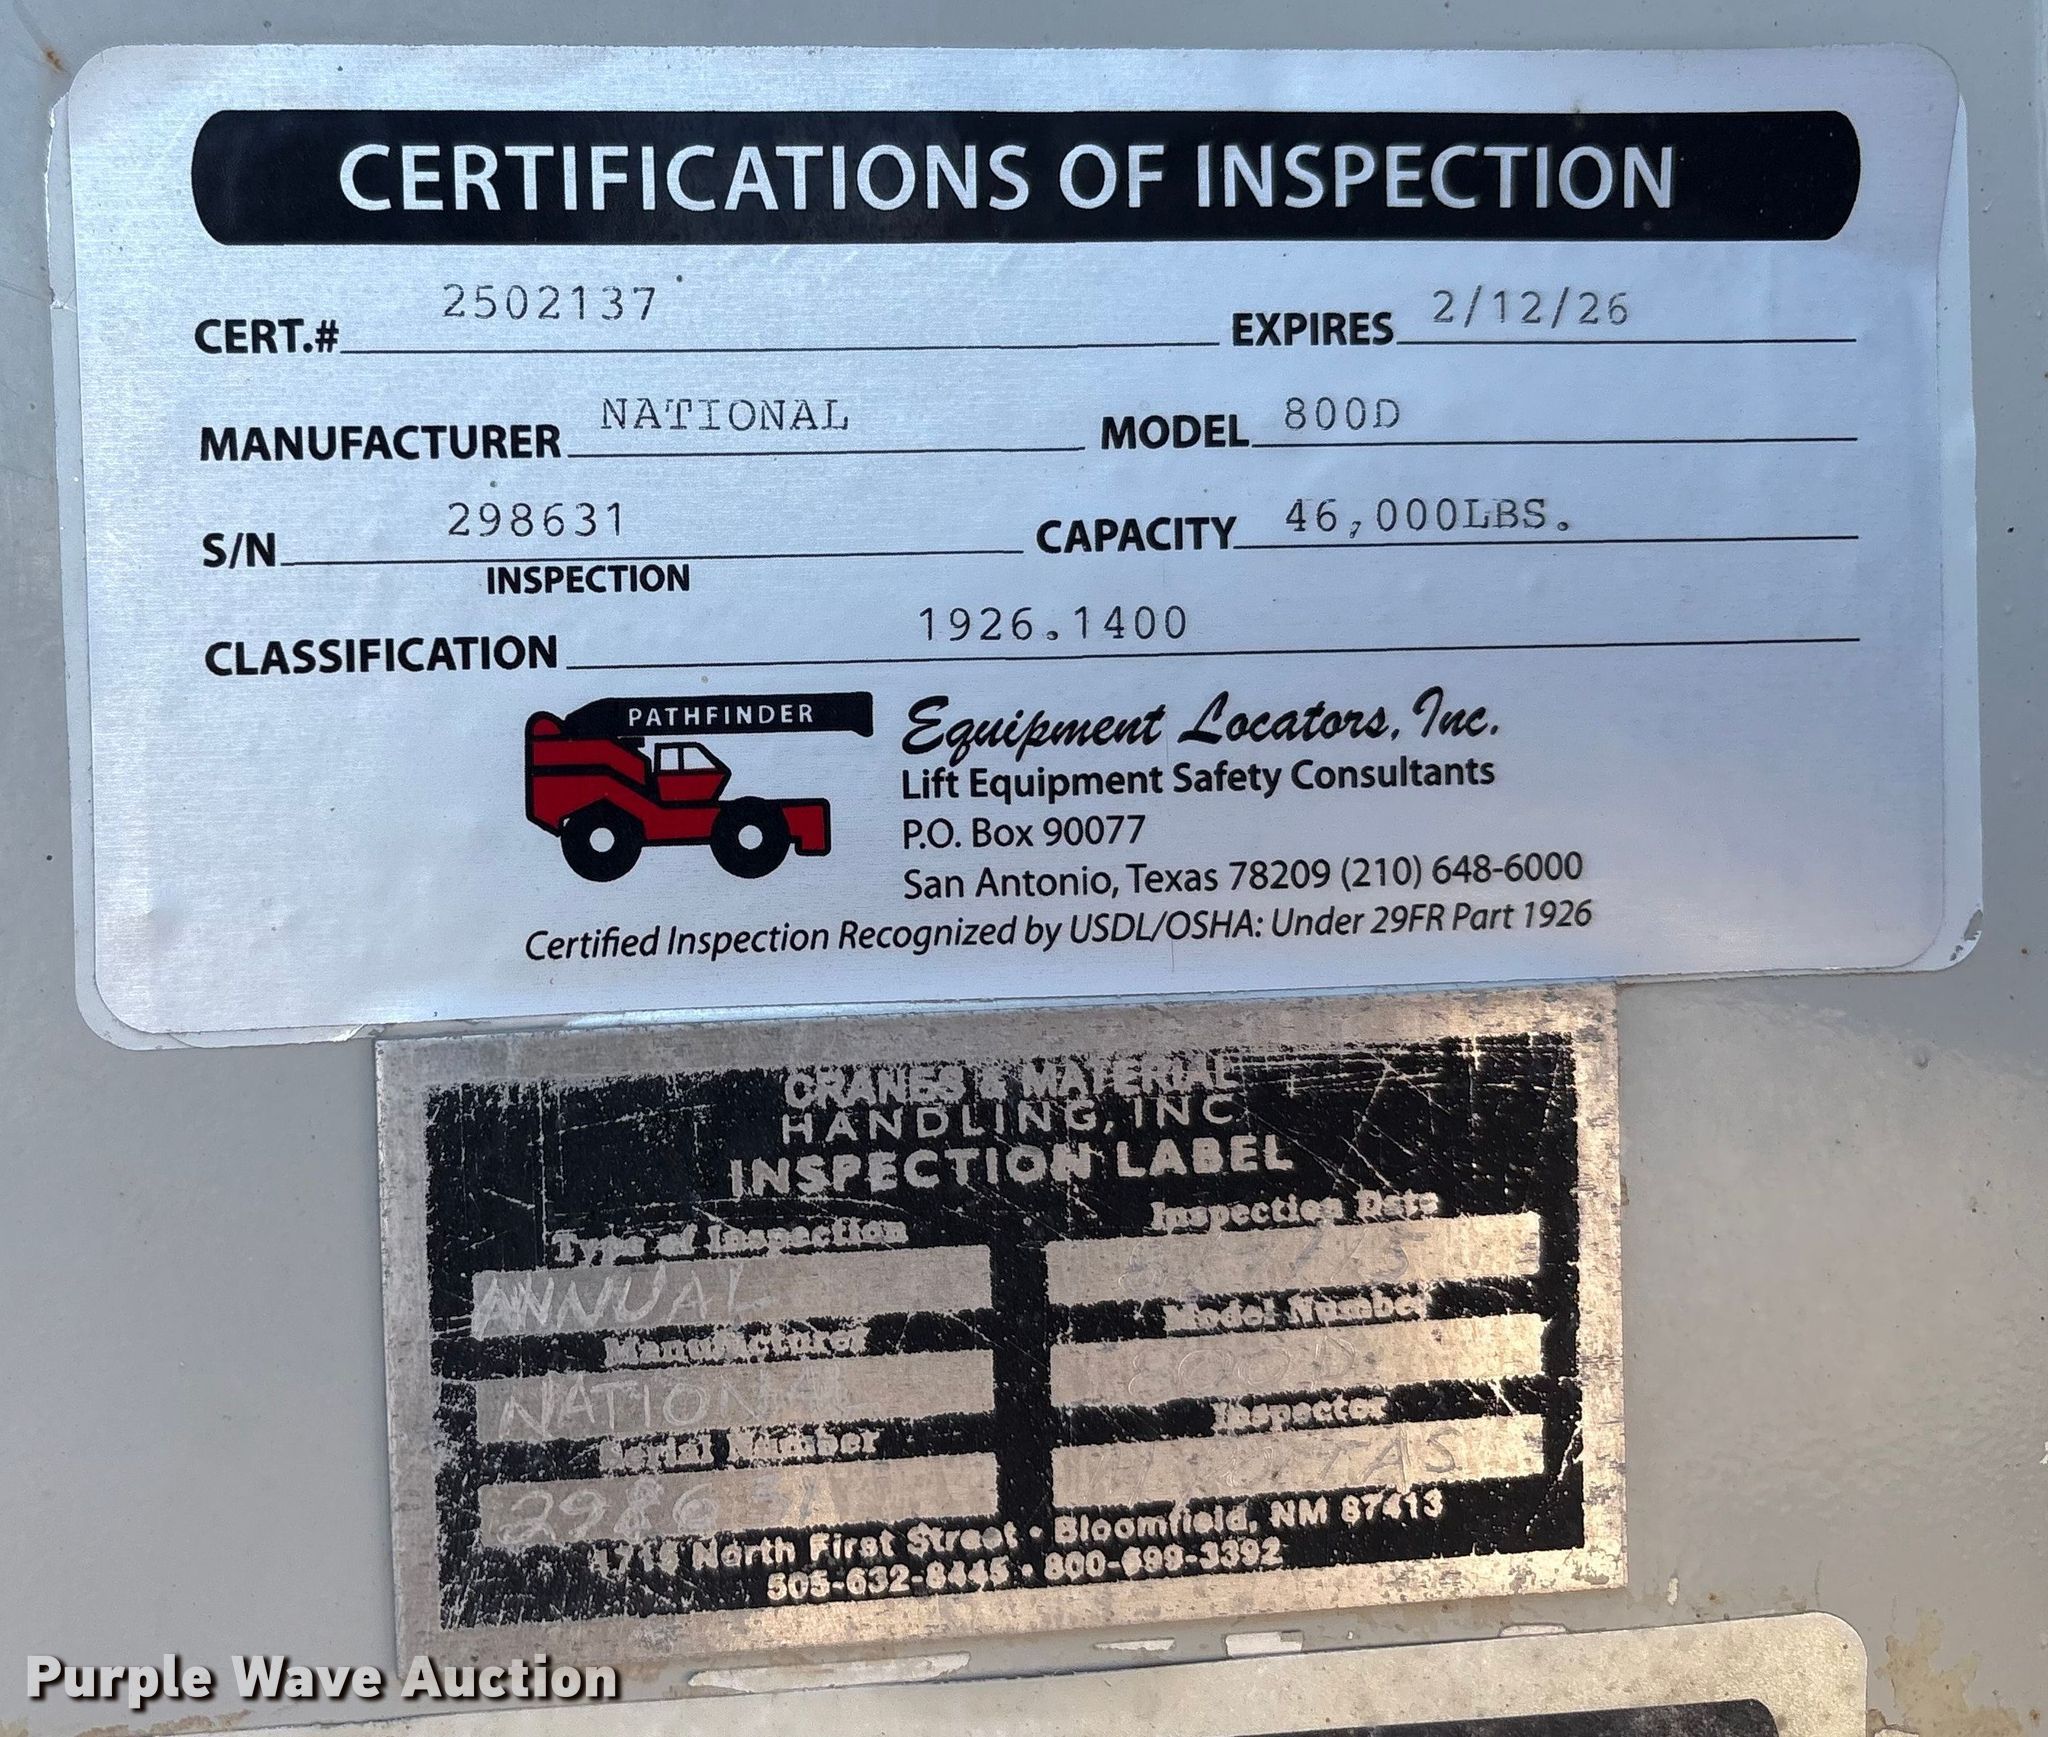 CERTIFICATIONS OF INSPECTION
CERT.# 2502137 EXPIRES 2/12/26
MANUFACTURER NATIONAL MODEL 800D
S/N 298631 CAPACITY 46,000LBS.
INSPECTION
CLASSIFICATION 1926.1400
PATHFINDER
Equipment Locators, Inc.
Lift Equipment Safety Consultants
P.O. Box 90077
San Antonio, Texas 78209 (210) 648-6000
Certified Inspection Recognized by USDL/OSHA: Under 29FR Part 1926
CRANES & MATERIAL
HANDLING, INC
INSPECTION LABEL
Type of Inspection Inspection Date
ANNUAL
Manufacturer Model Number
NATIONAL 800D
Serial Number Inspector
298631
1715 North First Street • Bloomfield, NM 87413
505-632-8445 • 800-699-3392
Purple Wave Auction